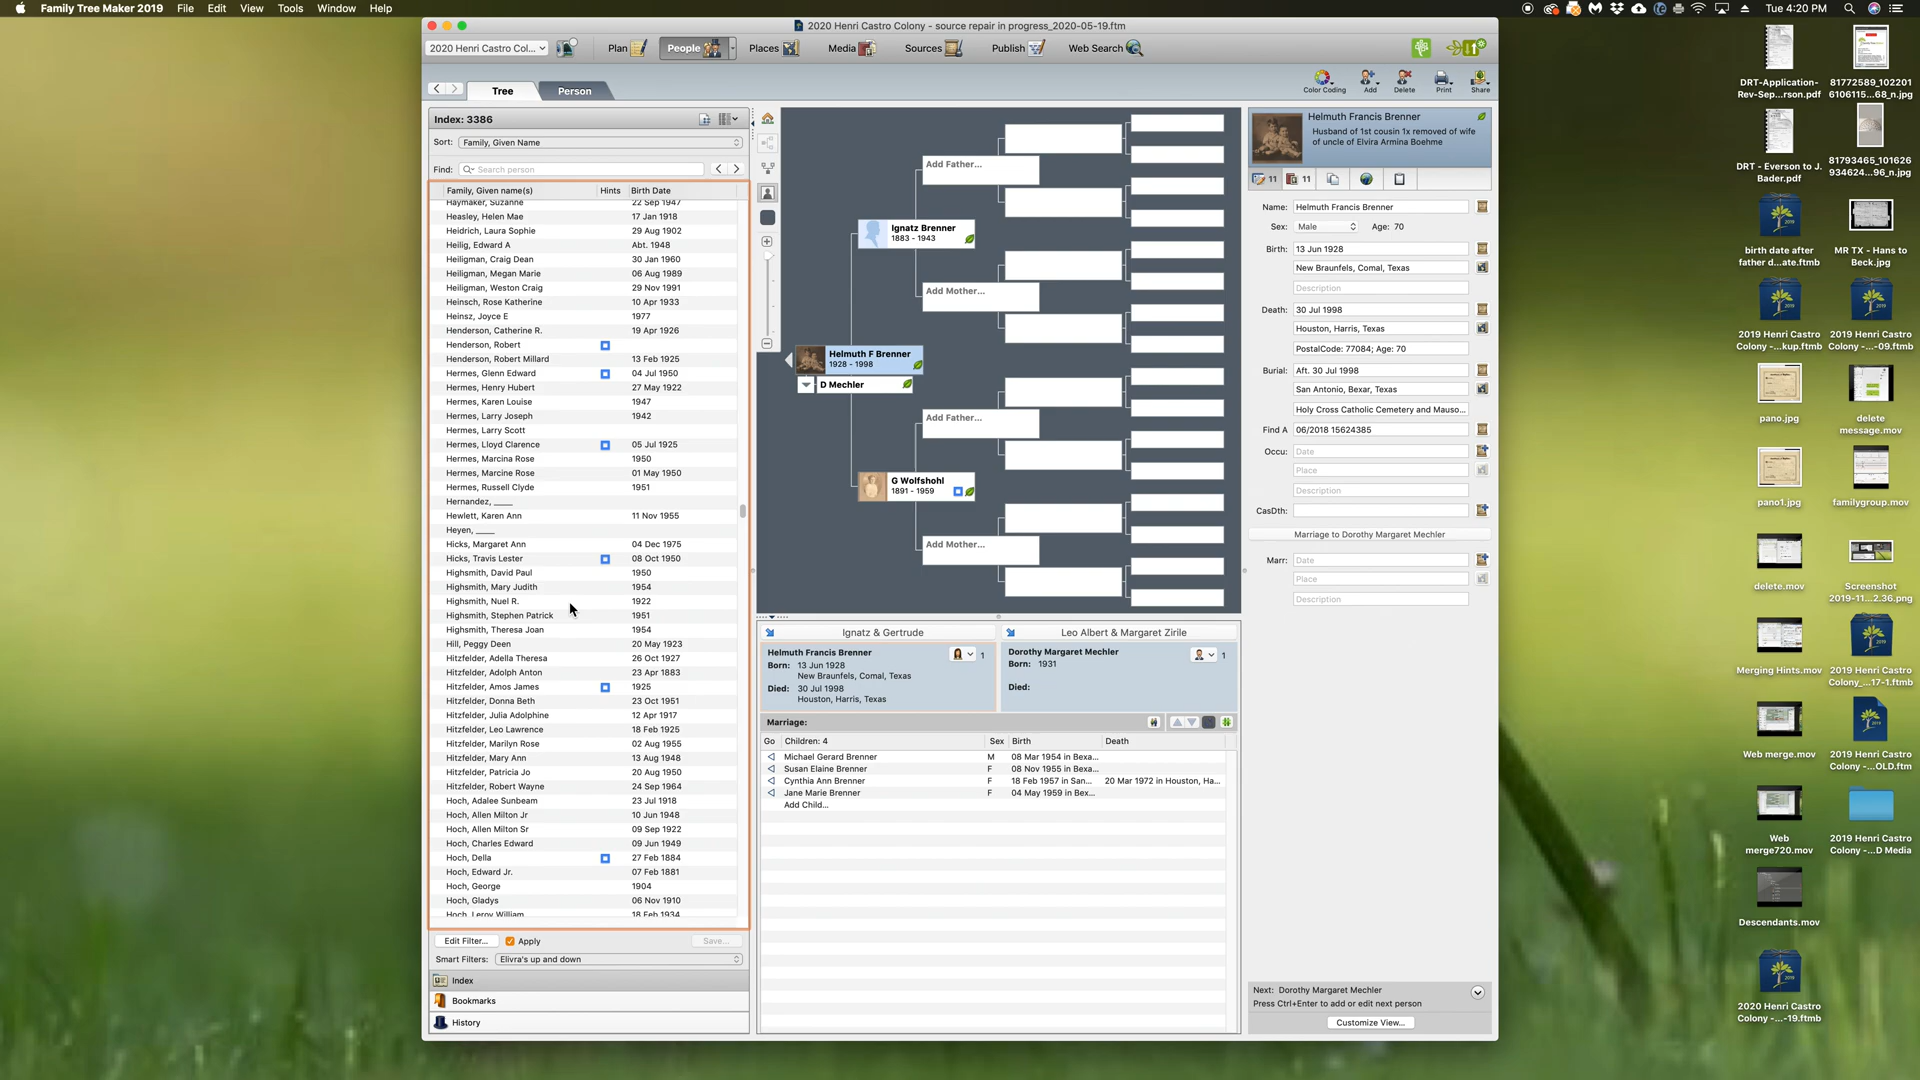 Family Tree Maker 2019 File Edit View Tools Window Help Tue 4:20 PM
2020 Henri Castro Colony - source repair in progress_2020-05-19.ftm
2020 Henri Castro Col... Plan People Places Media Sources Publish Web Search
Tree Person Color Coding Add Delete Print Share
Index: 3386
Sort: Family, Given Name
Find: Search person
Family, Given name(s) Hints Birth Date
Haymaker, Suzanne 22 Sep 1947
Heasley, Helen Mae 17 Jan 1918
Heidrich, Laura Sophie 29 Aug 1902
Heilig, Edward A Abt. 1948
Heiligman, Craig Dean 30 Jan 1960
Heiligman, Megan Marie 06 Aug 1989
Heiligman, Weston Craig 29 Nov 1991
Heinsch, Rose Katherine 10 Apr 1933
Heinsz, Joyce E 1977
Henderson, Catherine R. 19 Apr 1926
Henderson, Robert
Henderson, Robert Millard 13 Feb 1925
Hermes, Glenn Edward 04 Jul 1950
Hermes, Henry Hubert 27 May 1922
Hermes, Karen Louise 1947
Hermes, Larry Joseph 1942
Hermes, Larry Scott
Hermes, Lloyd Clarence 05 Jul 1925
Hermes, Marcina Rose 1950
Hermes, Marcine Rose 01 May 1950
Hermes, Russell Clyde 1951
Hernandez, _____
Hewlett, Karen Ann 11 Nov 1955
Heyen, _____
Hicks, Margaret Ann 04 Dec 1975
Hicks, Travis Lester 08 Oct 1950
Highsmith, David Paul 1950
Highsmith, Mary Judith 1954
Highsmith, Nuel R. 1922
Highsmith, Stephen Patrick 1951
Highsmith, Theresa Joan 1954
Hill, Peggy Deen 20 May 1923
Hitzfelder, Adella Theresa 26 Oct 1927
Hitzfelder, Adolph Anton 23 Apr 1883
Hitzfelder, Amos James 1925
Hitzfelder, Donna Beth 23 Oct 1951
Hitzfelder, Julia Adolphine 12 Apr 1917
Hitzfelder, Leo Lawrence 18 Feb 1925
Hitzfelder, Marilyn Rose 02 Aug 1955
Hitzfelder, Mary Ann 13 Aug 1948
Hitzfelder, Patricia Jo 20 Aug 1950
Hitzfelder, Robert Wayne 24 Sep 1964
Hoch, Adalee Sunbeam 23 Jul 1918
Hoch, Allen Milton Jr 10 Jun 1948
Hoch, Allen Milton Sr 09 Sep 1922
Hoch, Charles Edward 09 Jun 1949
Hoch, Della 27 Feb 1884
Hoch, Edward Jr. 07 Feb 1881
Hoch, George 1904
Hoch, Gladys 06 Nov 1910
Hoch, Leroy William 18 Feb 1934
Edit Filter... Apply Save...
Smart Filters: Elivra's up and down
Index
Bookmarks
History
Add Father...
Ignatz Brenner
1883 - 1943
Add Mother...
Helmuth F Brenner
1928 - 1998
D Mechler
Add Father...
G Wolfshohl
1891 - 1959
Add Mother...
Ignatz & Gertrude Leo Albert & Margaret Zirile
Helmuth Francis Brenner 1
Born: 13 Jun 1928
New Braunfels, Comal, Texas
Died: 30 Jul 1998
Houston, Harris, Texas
Dorothy Margaret Mechler 1
Born: 1931
Died:
Marriage:
Go Children: 4 Sex Birth Death
Michael Gerard Brenner M 08 Mar 1954 in Bexa...
Susan Elaine Brenner F 08 Nov 1955 in Bexa...
Cynthia Ann Brenner F 18 Feb 1957 in San... 20 Mar 1972 in Houston, Ha...
Jane Marie Brenner F 04 May 1959 in Bex...
Add Child...
Helmuth Francis Brenner
Husband of 1st cousin 1x removed of wife
of uncle of Elvira Armina Boehme
11 11
Name: Helmuth Francis Brenner
Sex: Male Age: 70
Birth: 13 Jun 1928
New Braunfels, Comal, Texas
Description
Death: 30 Jul 1998
Houston, Harris, Texas
PostalCode: 77084; Age: 70
Burial: Aft. 30 Jul 1998
San Antonio, Bexar, Texas
Holy Cross Catholic Cemetery and Mauso...
Find A 06/2018 15624385
Occu: Date
Place
Description
CasDth:
Marriage to Dorothy Margaret Mechler
Marr: Date
Place
Description
Next: Dorothy Margaret Mechler
Press Ctrl+Enter to add or edit next person
Customize View...
DRT-Application-
Rev-Sep...rson.pdf
81772589_102201
6106115...68_n.jpg
DRT - Everson to J.
Bader.pdf
81793465_101626
934624...96_n.jpg
birth date after
father d...ate.ftmb
MR TX - Hans to
Beck.jpg
2019 Henri Castro
Colony -...kup.ftmb
2019 Henri Castro
Colony -...-09.ftmb
pano.jpg
delete
message.mov
pano1.jpg
familygroup.mov
delete.mov
Screenshot
2019-11...2.36.png
Merging Hints.mov
2019 Henri Castro
Colony_...17-1.ftmb
Web merge.mov
2019 Henri Castro
Colony -...OLD.ftm
Web
merge720.mov
2019 Henri Castro
Colony -...D Media
Descendants.mov
2020 Henri Castro
Colony -...-19.ftmb